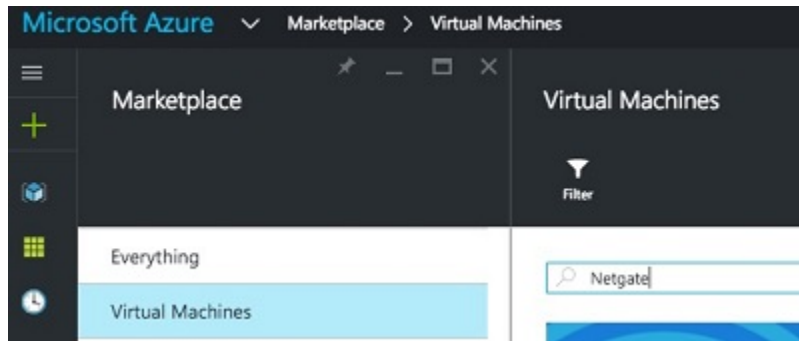 Microsoft Azure Marketplace > Virtual Machines
Marketplace
Virtual Machines
Filter
Everything
Netgate
Virtual Machines